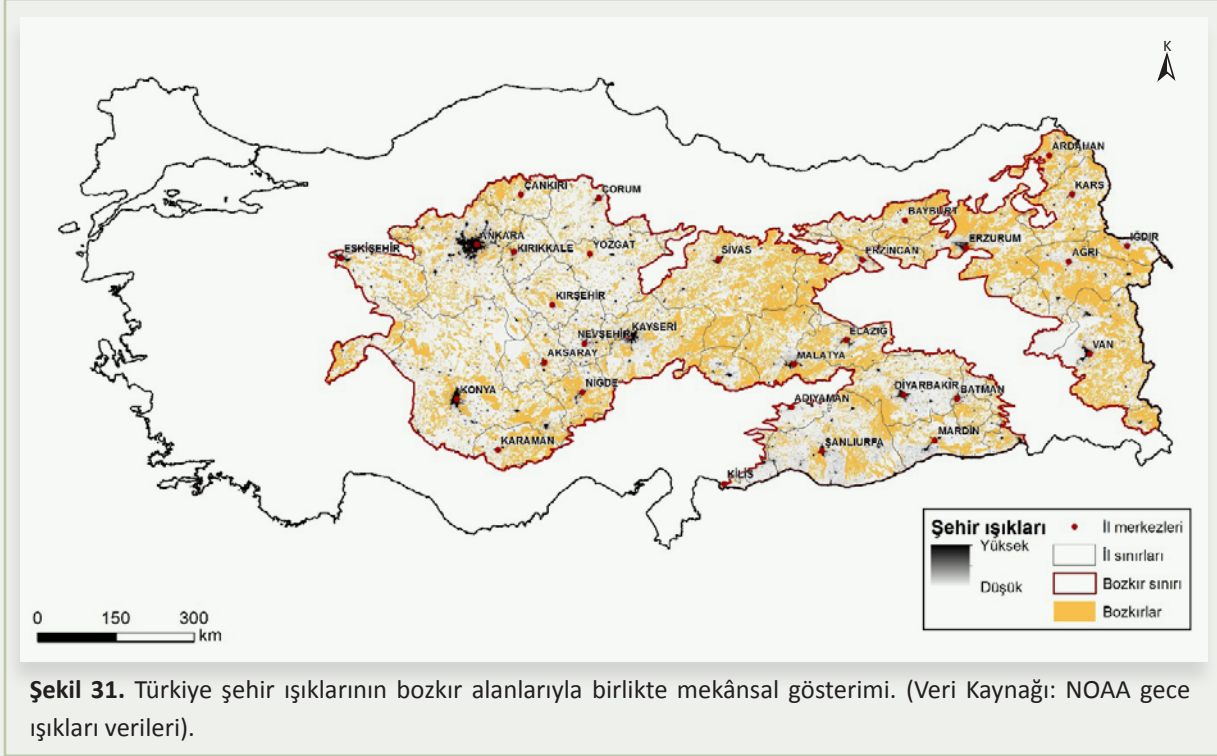 K
ARDAHAN
ÇANKIRI
ÇORUM
KARS
BAYBURT
ANKARA
ERZURUM
IĞDIR
ESKİŞEHİR
KIRIKKALE
YOZGAT
SİVAS
ERZİNCAN
AĞRI
KIRŞEHİR
NEVŞEHİR
KAYSERİ
ELAZIĞ
VAN
AKSARAY
MALATYA
KONYA
NİĞDE
DİYARBAKIR
BATMAN
ADIYAMAN
KARAMAN
ŞANLIURFA
MARDİN
KİLİS
Şehir ışıkları
Yüksek
Düşük
İl merkezleri
İl sınırları
Bozkır sınırı
Bozkırlar
0 150 300
km
Şekil 31. Türkiye şehir ışıklarının bozkır alanlarıyla birlikte mekânsal gösterimi. (Veri Kaynağı: NOAA gece
ışıkları verileri).